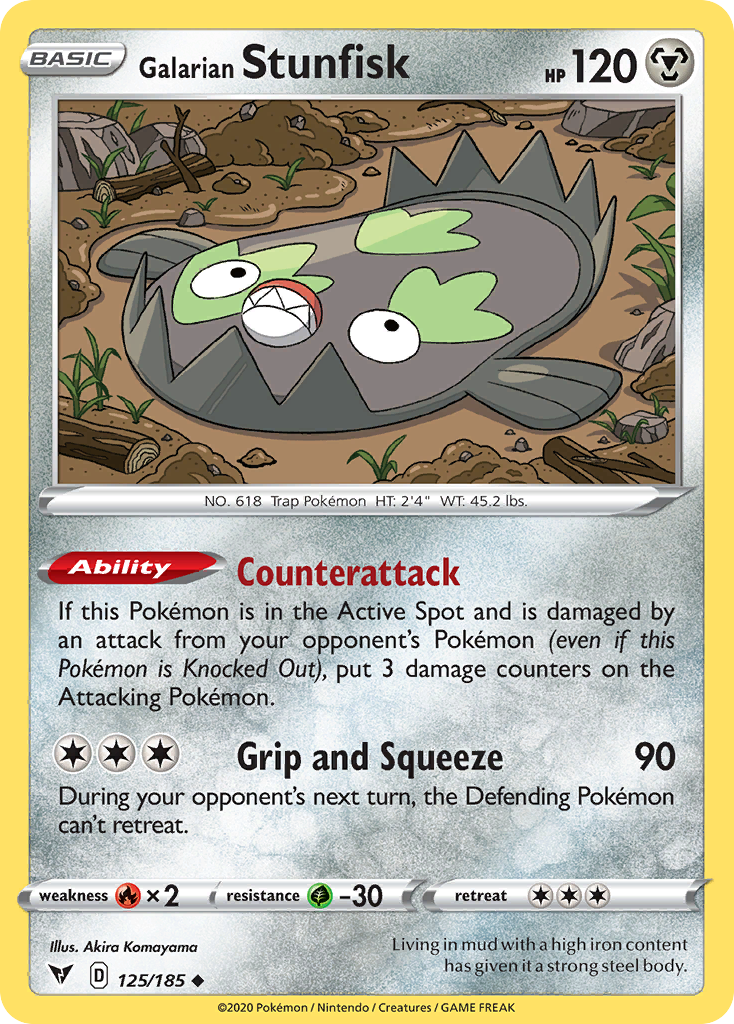 BASIC
Galarian Stunfisk HP 120
NO. 618 Trap Pokémon HT: 2'4" WT: 45.2 lbs.
Ability Counterattack
If this Pokémon is in the Active Spot and is damaged by
an attack from your opponent's Pokémon (even if this
Pokémon is Knocked Out), put 3 damage counters on the
Attacking Pokémon.
Grip and Squeeze 90
During your opponent's next turn, the Defending Pokémon
can't retreat.
weakness ×2 resistance -30 retreat
Illus. Akira Komayama
Living in mud with a high iron content
has given it a strong steel body.
D 125/185
©2020 Pokémon / Nintendo / Creatures / GAME FREAK